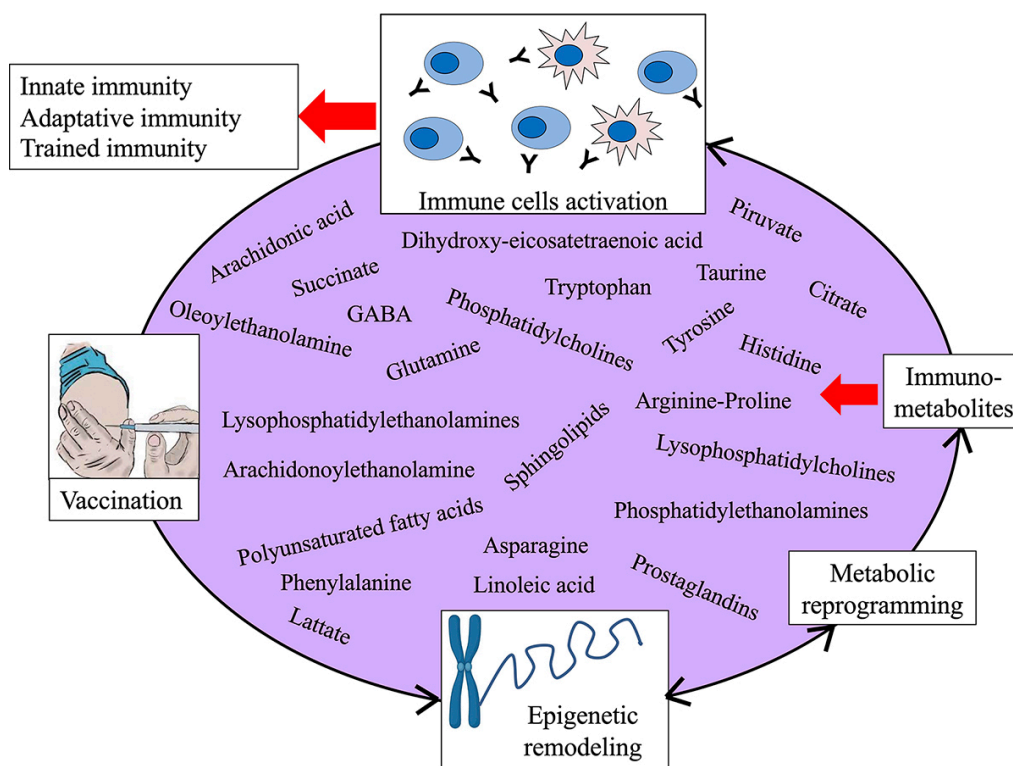 Innate immunity
Adaptative immunity
Trained immunity
Immune cells activation
Arachidonic acid
Dihydroxy-eicosatetraenoic acid
Piruvate
Succinate
Tryptophan
Taurine
Citrate
Oleoylethanolamine
GABA
Phosphatidylcholines
Tyrosine
Histidine
Glutamine
Immuno-
metabolites
Arginine-Proline
Lysophosphatidylethanolamines
Sphingolipids
Lysophosphatidylcholines
Arachidonoylethanolamine
Vaccination
Phosphatidylethanolamines
Polyunsaturated fatty acids
Asparagine
Phenylalanine
Linoleic acid
Prostaglandins
Metabolic
reprogramming
Lattate
Epigenetic
remodeling